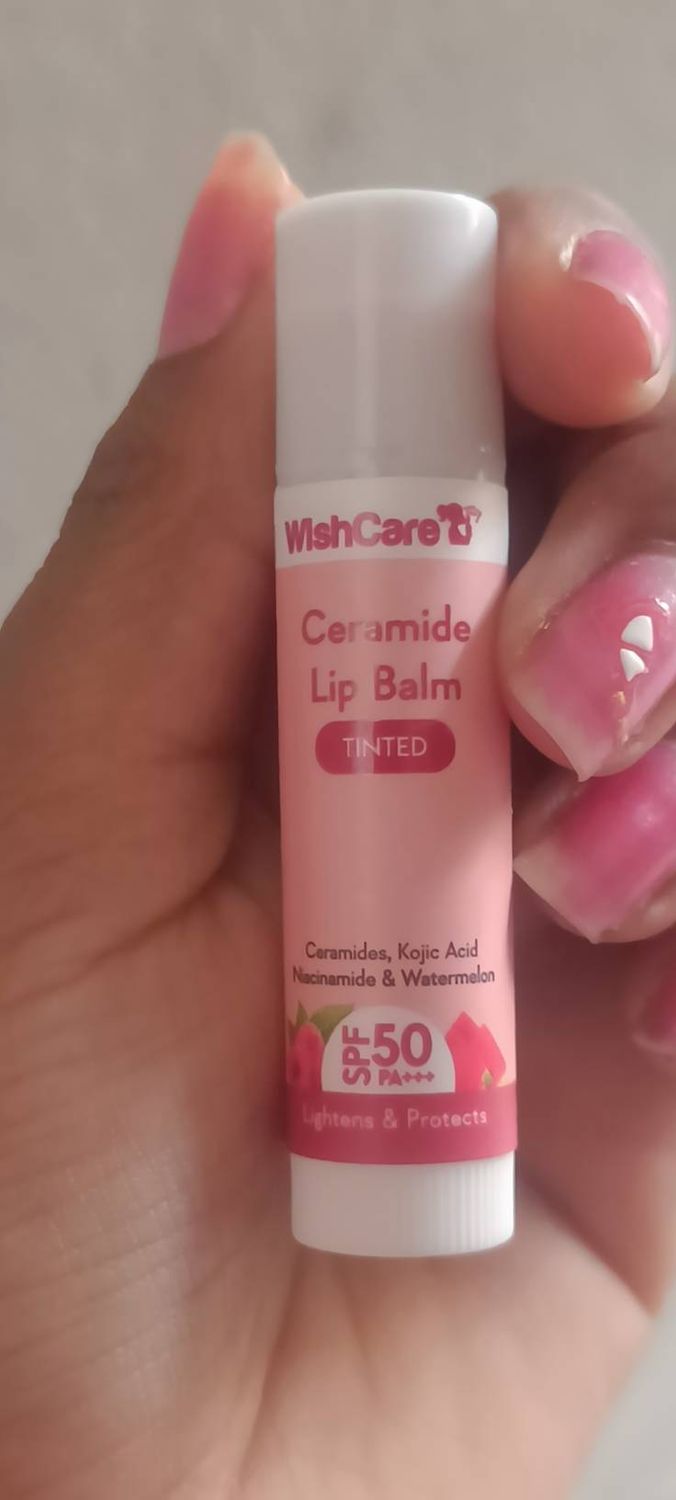 WishCare
Ceramide
Lip Balm
TINTED
Ceramides, Kojic Acid
Niacinamide & Watermelon
SPF 50
PA+++
Lightens & Protects